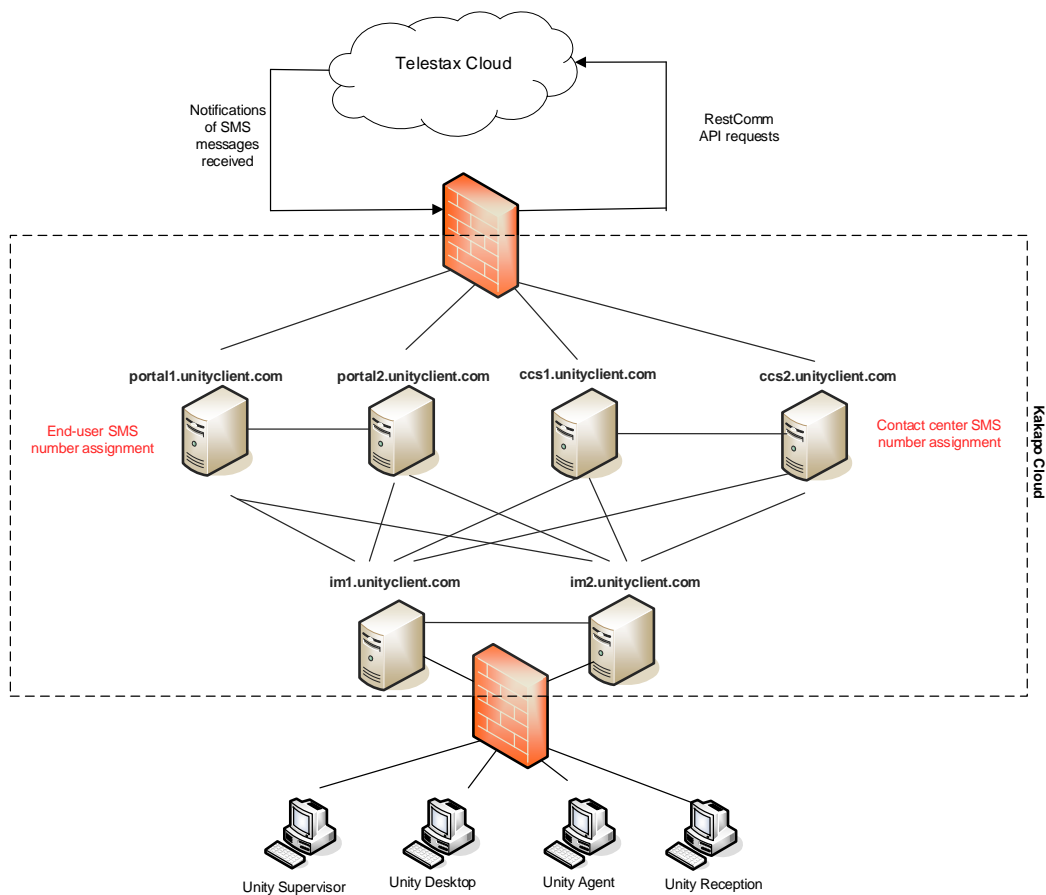 Telestax Cloud
Notifications
of SMS
messages
received
RestComm
API requests
portal1.unityclient.com
portal2.unityclient.com
ccs1.unityclient.com
ccs2.unityclient.com
End-user SMS
number assignment
Contact center SMS
number assignment
Kakapo Cloud
im1.unityclient.com
im2.unityclient.com
Unity Supervisor
Unity Desktop
Unity Agent
Unity Reception